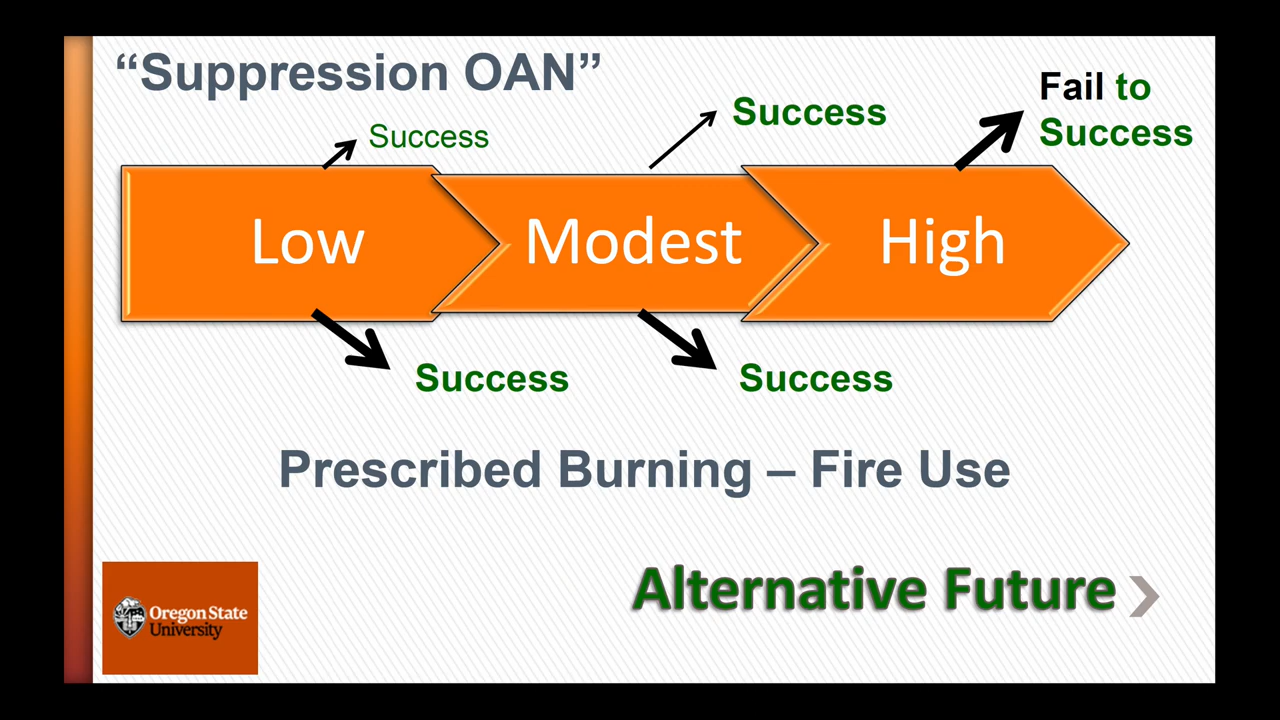 “Suppression OAN”
Success
Success
Fail to
Success
Low
Modest
High
Success
Success
Prescribed Burning – Fire Use
Alternative Future
Oregon State
University